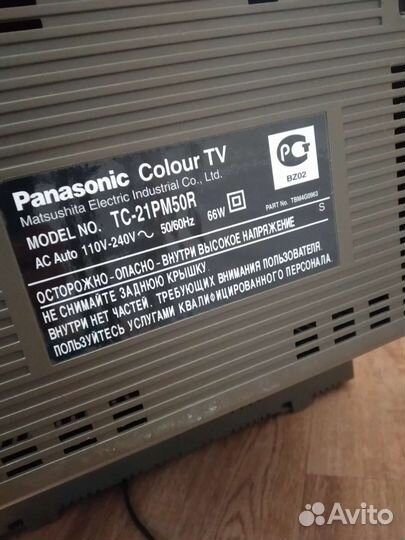 Panasonic Colour TV
Matsushita Electric Industrial Co., Ltd.
MODEL NO. TC-21PM50R
AC Auto 110V-240V ~ 50/60Hz 66W
РСТ
BZ02
PART No. TBM4G0963
S
ОСТОРОЖНО-ОПАСНО-ВНУТРИ ВЫСОКОЕ НАПРЯЖЕНИЕ
НЕ СНИМАЙТЕ ЗАДНЮЮ КРЫШКУ.
ВНУТРИ НЕТ ЧАСТЕЙ, ТРЕБУЮЩИХ ВНИМАНИЯ ПОЛЬЗОВАТЕЛЯ.
ПОЛЬЗУЙТЕСЬ УСЛУГАМИ КВАЛИФИЦИРОВАННОГО ПЕРСОНАЛА.
Avito